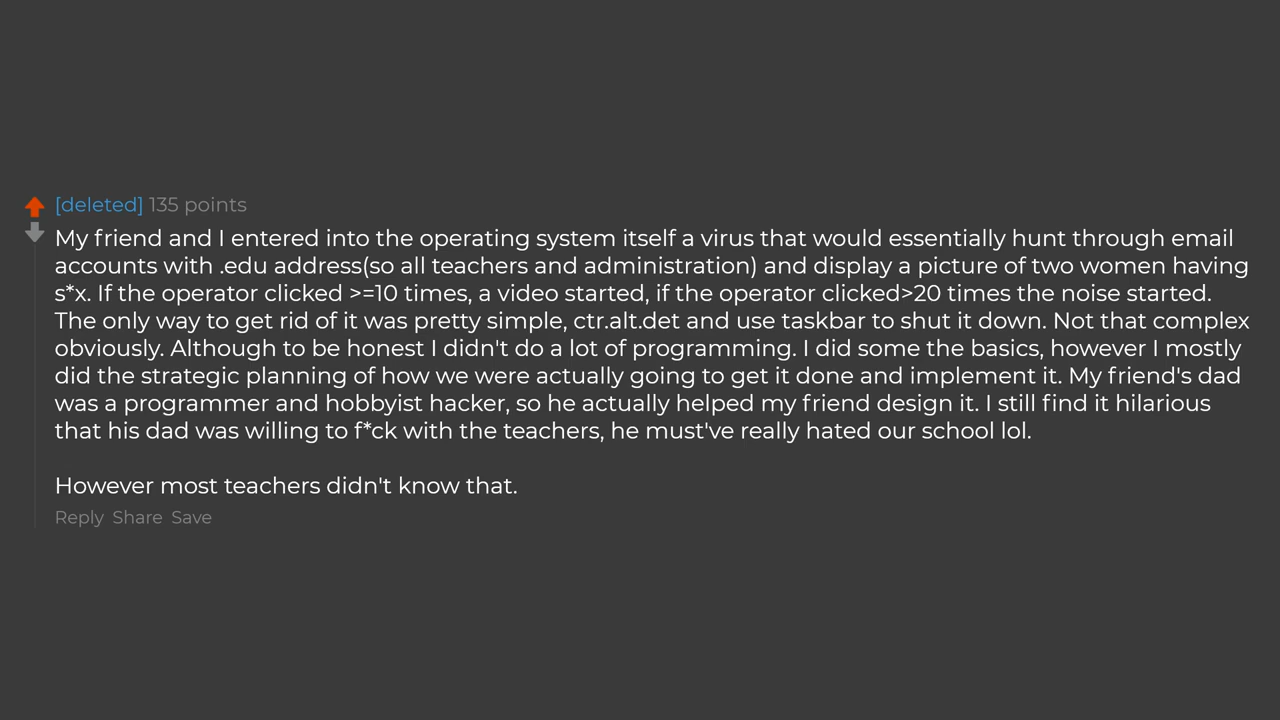 [deleted] 135 points
My friend and I entered into the operating system itself a virus that would essentially hunt through email
accounts with .edu address(so all teachers and administration) and display a picture of two women having
s*x. If the operator clicked >=10 times, a video started, if the operator clicked>20 times the noise started.
The only way to get rid of it was pretty simple, ctr.alt.det and use taskbar to shut it down. Not that complex
obviously. Although to be honest I didn't do a lot of programming. I did some the basics, however I mostly
did the strategic planning of how we were actually going to get it done and implement it. My friend's dad
was a programmer and hobbyist hacker, so he actually helped my friend design it. I still find it hilarious
that his dad was willing to f*ck with the teachers, he must've really hated our school lol.
However most teachers didn't know that.
Reply Share Save